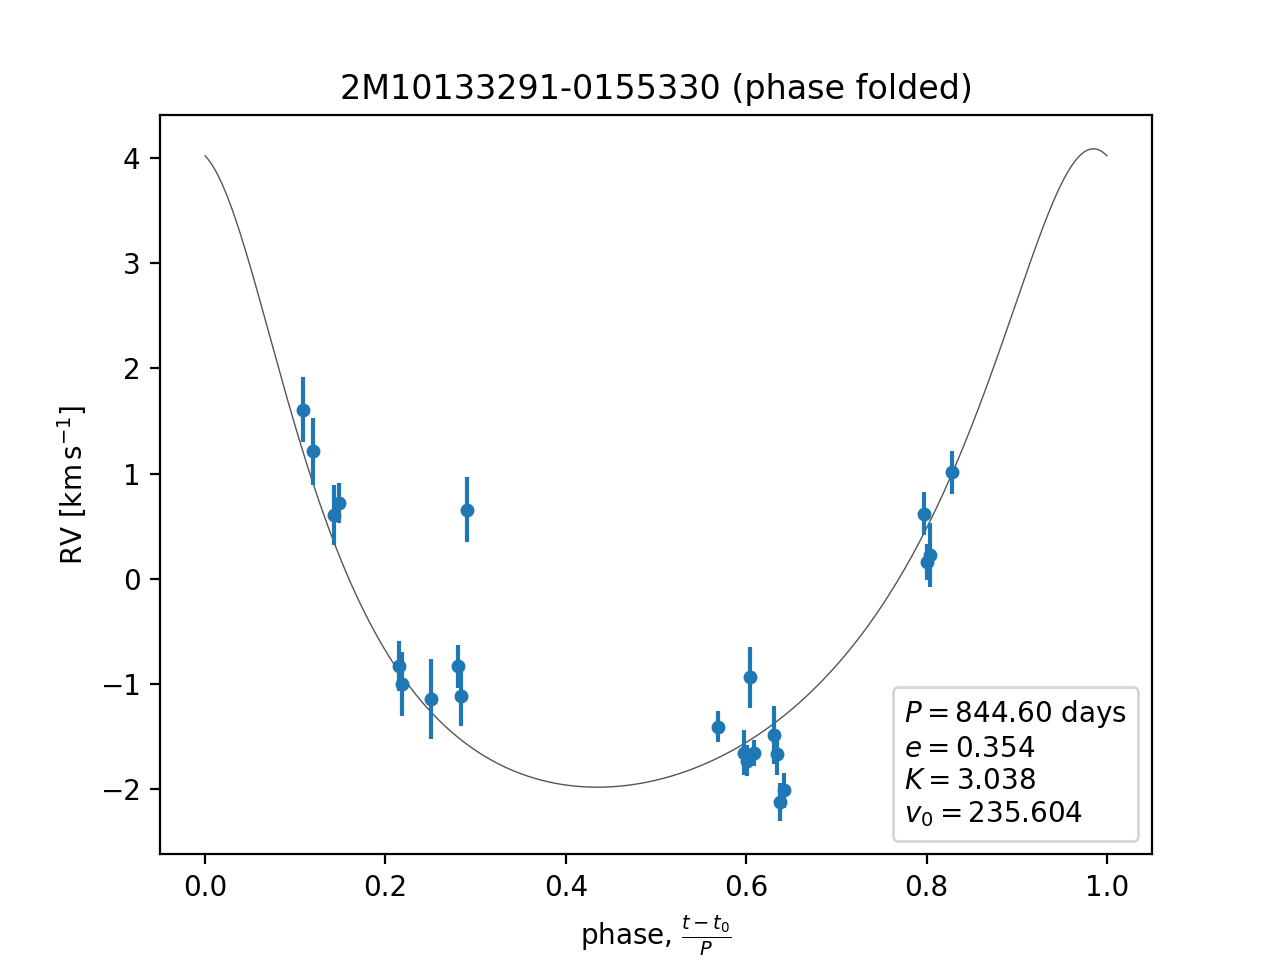 2M10133291-0155330 (phase folded)
4
3
2
1
0
−1
−2
RV [km s⁻¹]
P = 844.60 days
e = 0.354
K = 3.038
v₀ = 235.604
0.0 0.2 0.4 0.6 0.8 1.0
phase, (t − t₀)/P